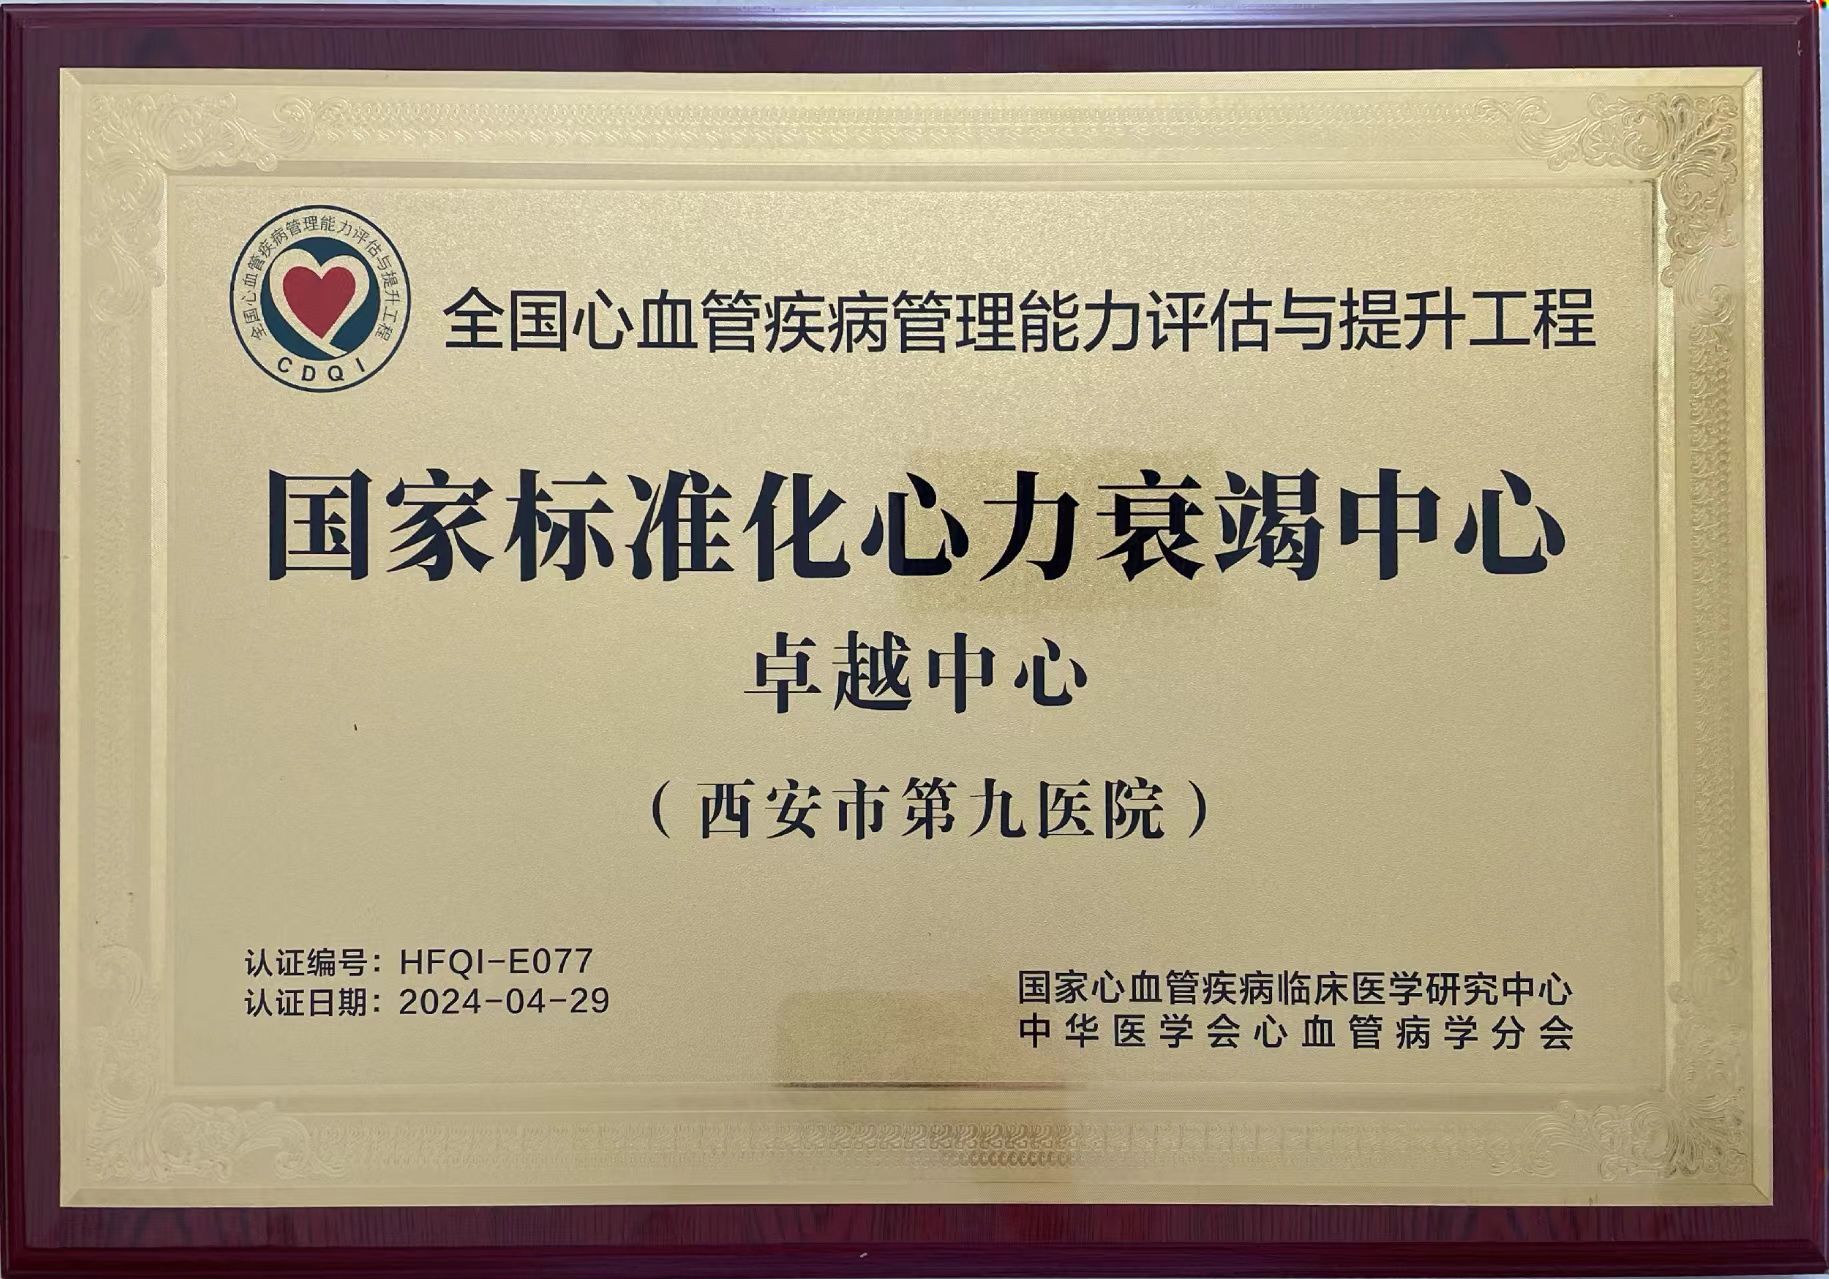 全国心血管疾病管理能力评估与提升工程
CDQI
全国心血管疾病管理能力评估与提升工程
国家标准化心力衰竭中心
卓越中心
（西安市第九医院）
认证编号：HFQI-E077
认证日期：2024-04-29
国家心血管疾病临床医学研究中心
中华医学会心血管病学分会